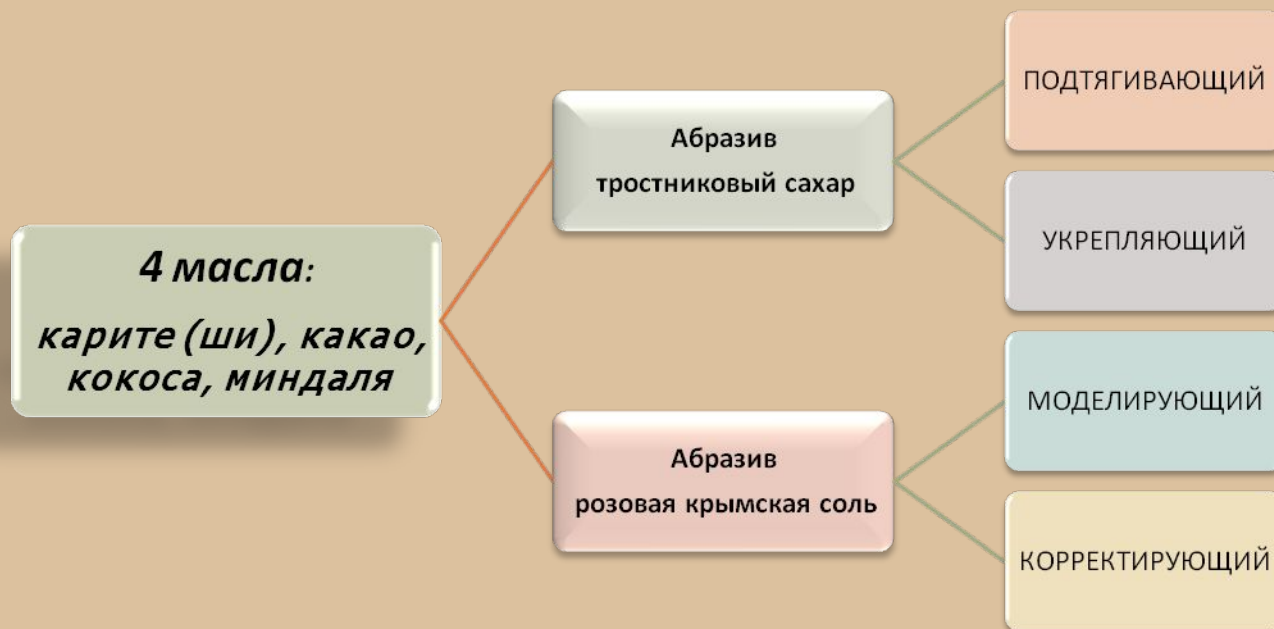 4 масла:
карите (ши), какао,
кокоса, миндаля
Абразив
тростниковый сахар
Абразив
розовая крымская соль
ПОДТЯГИВАЮЩИЙ
УКРЕПЛЯЮЩИЙ
МОДЕЛИРУЮЩИЙ
КОРРЕКТИРУЮЩИЙ